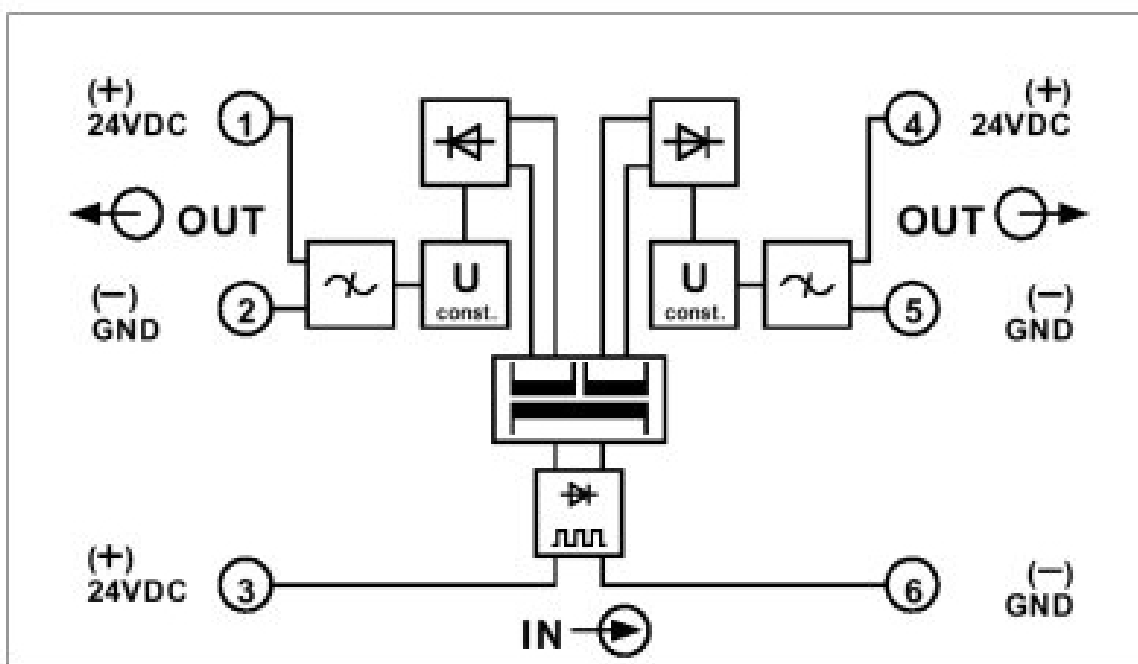 (+)
24VDC
1
OUT
(−)
GND
2
U
const.
4
(+)
24VDC
OUT
U
const.
5
(−)
GND
(+)
24VDC
3
IN
6
(−)
GND